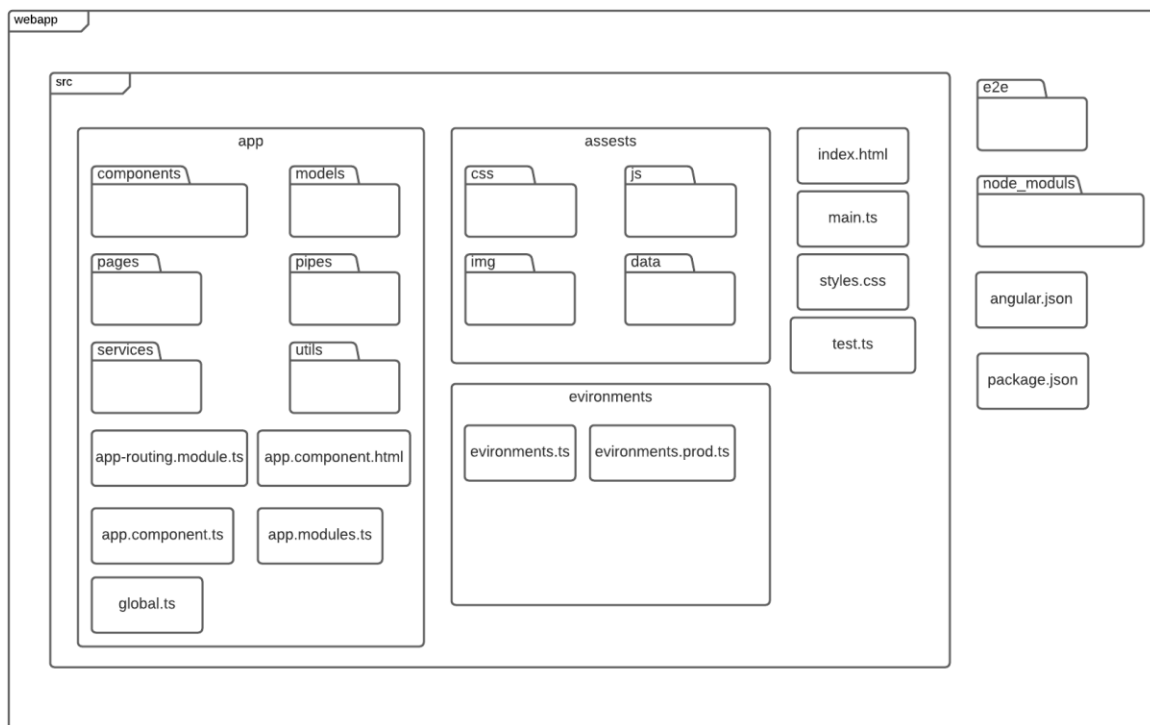 webapp
src
app
components
models
pages
pipes
services
utils
app-routing.module.ts
app.component.html
app.component.ts
app.modules.ts
global.ts
assests
css
js
img
data
evironments
evironments.ts
evironments.prod.ts
index.html
main.ts
styles.css
test.ts
e2e
node_moduls
angular.json
package.json